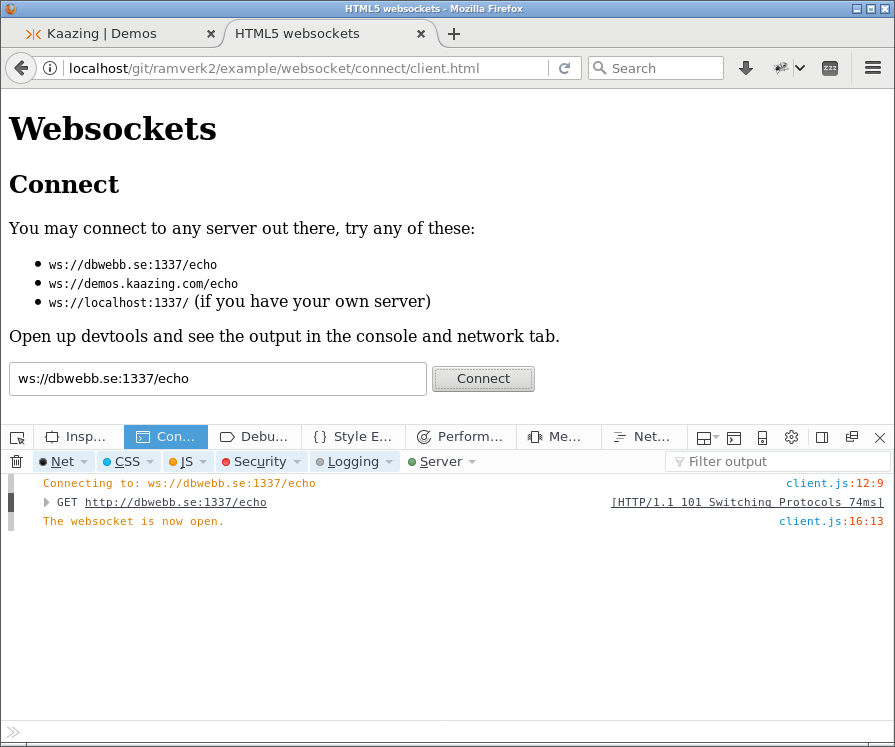 HTML5 websockets - Mozilla Firefox
Kaazing | Demos
HTML5 websockets
localhost/git/ramverk2/example/websocket/connect/client.html
Search
zzz
Websockets
Connect
You may connect to any server out there, try any of these:
ws://dbwebb.se:1337/echo
ws://demos.kaazing.com/echo
ws://localhost:1337/ (if you have your own server)
Open up devtools and see the output in the console and network tab.
ws://dbwebb.se:1337/echo Connect
Insp... Con... Debu... Style E... Perform... Me... Net...
Net CSS JS Security Logging Server Filter output
Connecting to: ws://dbwebb.se:1337/echo client.js:12:9
GET http://dbwebb.se:1337/echo [HTTP/1.1 101 Switching Protocols 74ms]
The websocket is now open. client.js:16:13